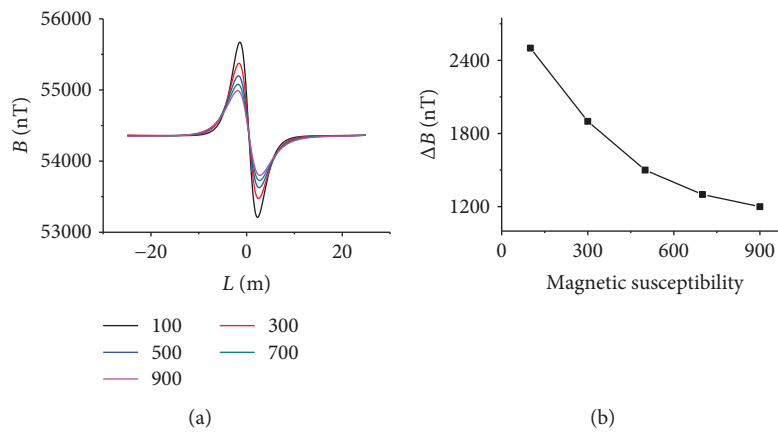 56000
55000
54000
53000
B (nT)
−20 0 20
L (m)
100 300
500 700
900
(a)
2400
1800
1200
ΔB (nT)
0 300 600 900
Magnetic susceptibility
(b)